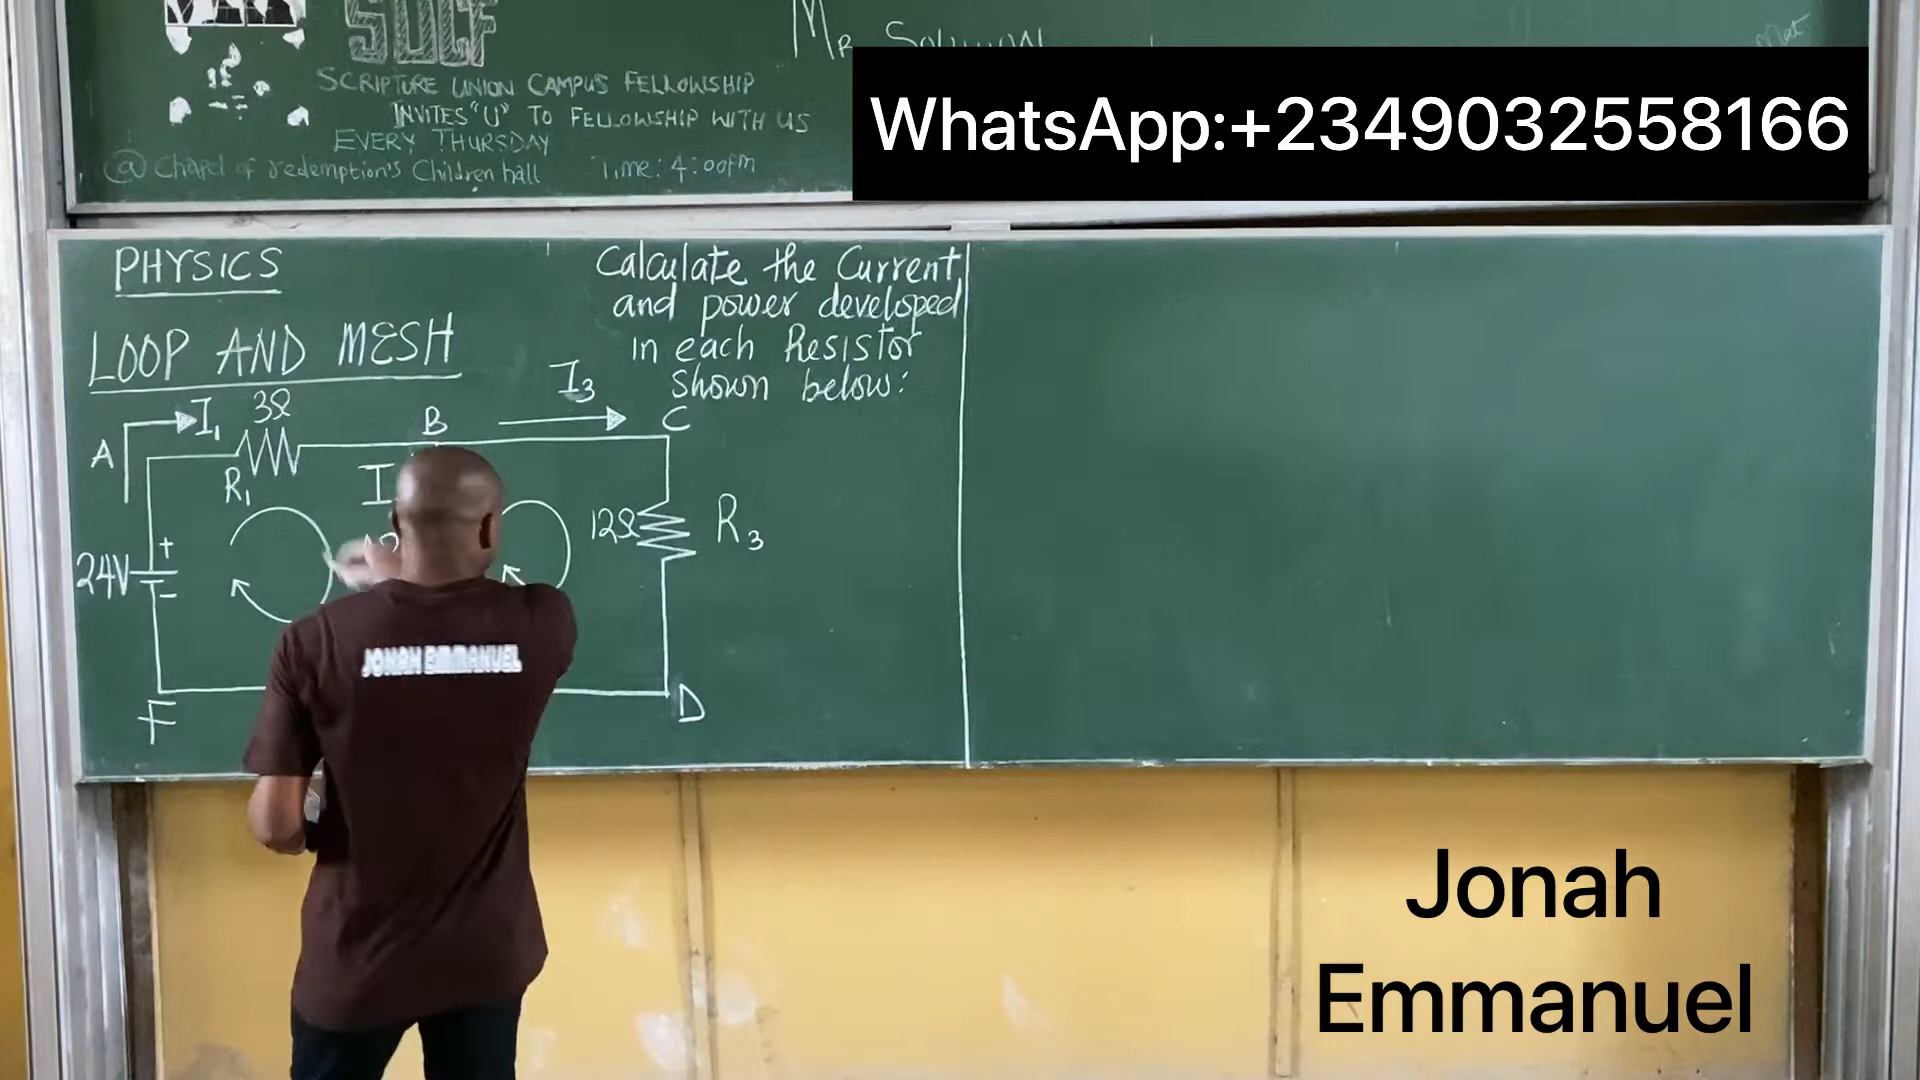 SUCF
SCRIPTURE UNION CAMPUS FELLOWSHIP
INVITES "U" TO FELLOWSHIP WITH US
EVERY THURSDAY
@ Chapel of redemption's Children hall Time: 4:00pm
WhatsApp:+2349032558166
PHYSICS
LOOP AND MESH
Calculate the Current
and power developed
in each Resistor
Shown below:
I₁
3Ω
B
I₃
C
A
R₁
I
12Ω
R₃
24V
+
−
JONAH EMMANUEL
F
D
Jonah
Emmanuel